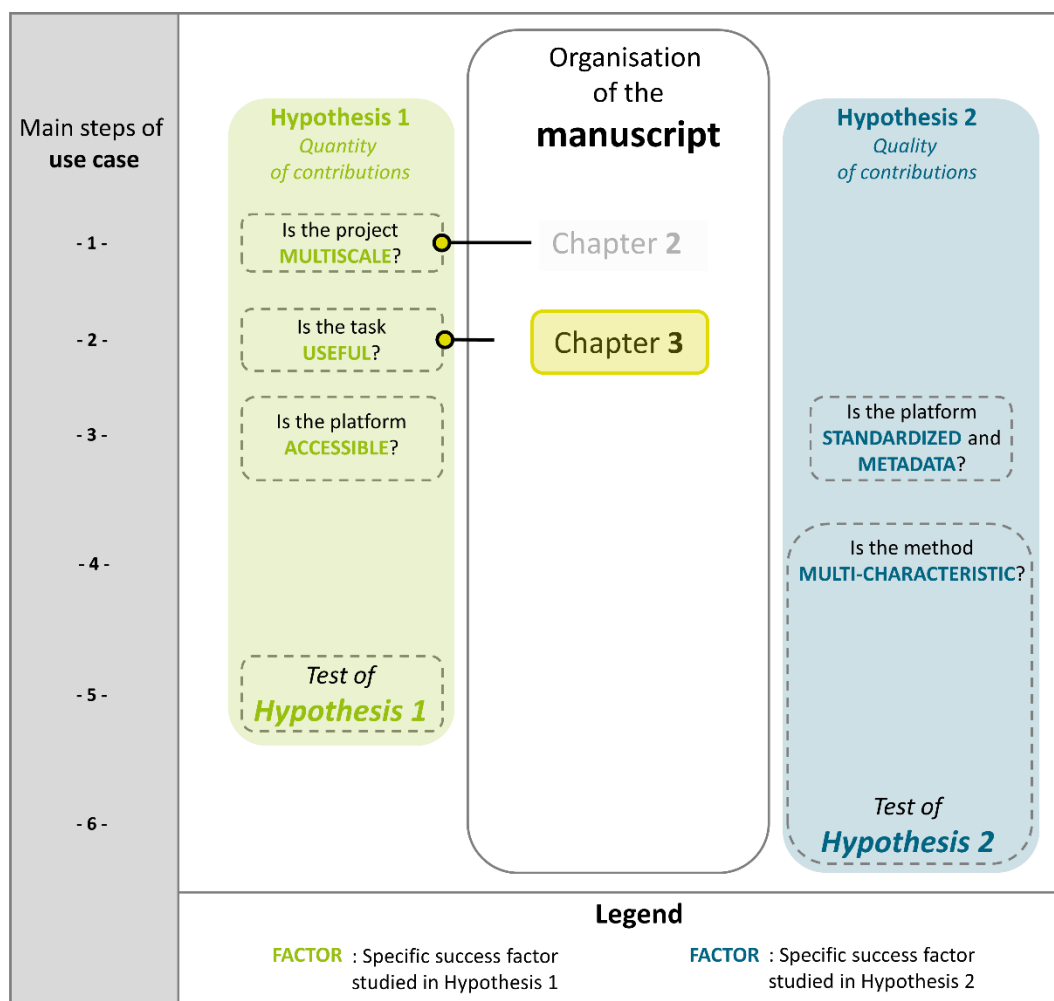 Main steps of
use case
- 1 -
- 2 -
- 3 -
- 4 -
- 5 -
- 6 -
Hypothesis 1
Quantity
of contributions
Is the project
MULTISCALE?
Is the task
USEFUL?
Is the platform
ACCESSIBLE?
Test of
Hypothesis 1
Organisation
of the
manuscript
Chapter 2
Chapter 3
Hypothesis 2
Quality
of contributions
Is the platform
STANDARDIZED and
METADATA?
Is the method
MULTI-CHARACTERISTIC?
Test of
Hypothesis 2
Legend
FACTOR : Specific success factor
studied in Hypothesis 1
FACTOR : Specific success factor
studied in Hypothesis 2